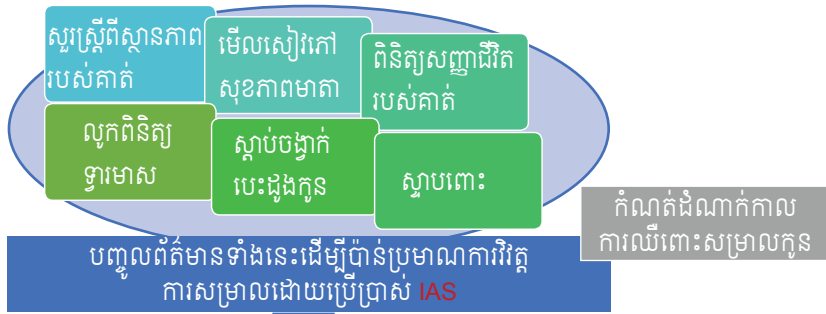 សួរស្ត្រីពីស្ថានភាព
របស់គាត់
មើលសៀវភៅ
សុខភាពមាតា
ពិនិត្យសញ្ញាជីវិត
របស់គាត់
លូកពិនិត្យ
ទ្វារមាស
ស្តាប់ចង្វាក់
បេះដូងកូន
ស្ទាបពោះ
កំណត់ដំណាក់កាល
ការឈឺពោះសម្រាលកូន
បញ្ចូលព័ត៌មានទាំងនេះដើម្បីប៉ាន់ប្រមាណការវិវត្ត
ការសម្រាលដោយប្រើប្រាស់ IAS